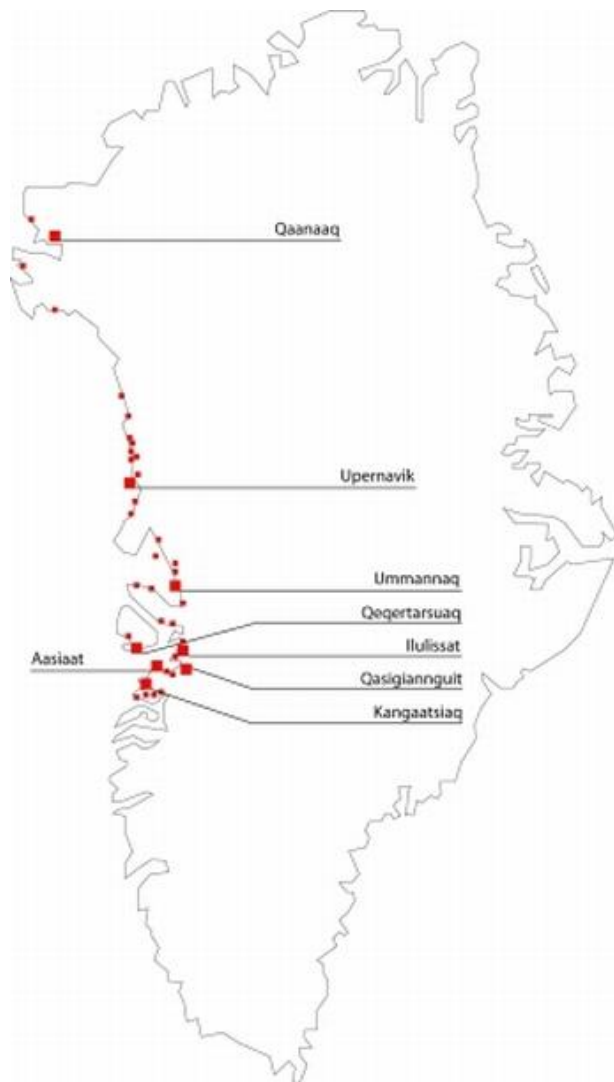 Qaanaaq
Upernavik
Ummannaq
Qeqertarsuaq
Ilulissat
Aasiaat
Qasigiannguit
Kangaatsiaq